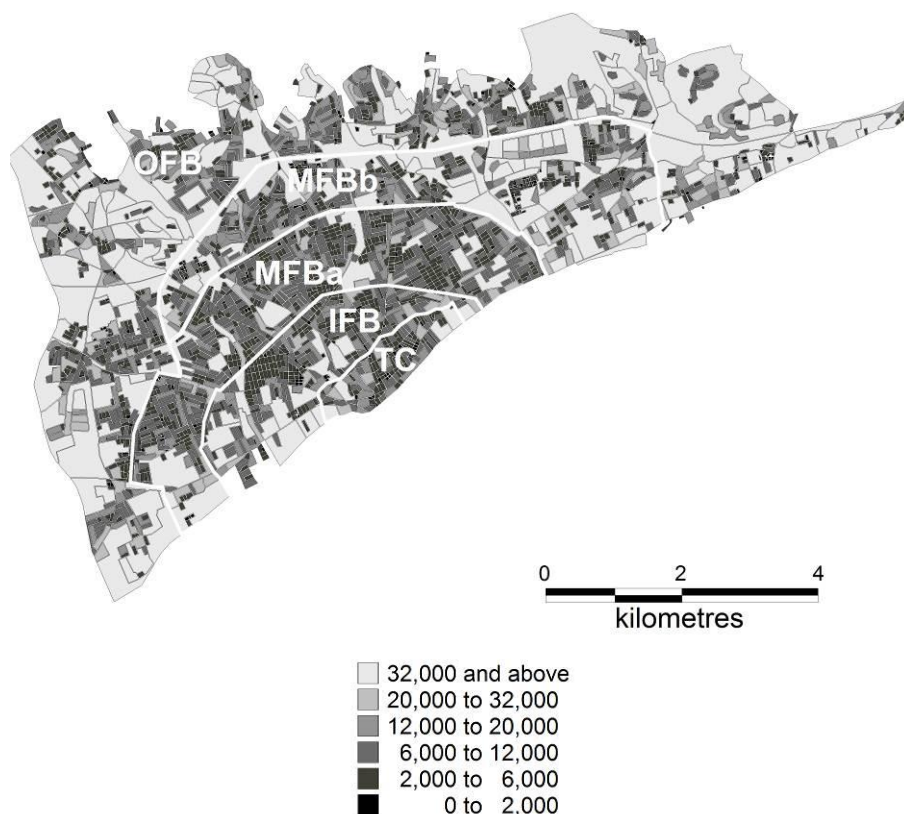 OFB
MFBb
MFBa
IFB
TC
0 2 4
kilometres
32,000 and above
20,000 to 32,000
12,000 to 20,000
6,000 to 12,000
2,000 to 6,000
0 to 2,000